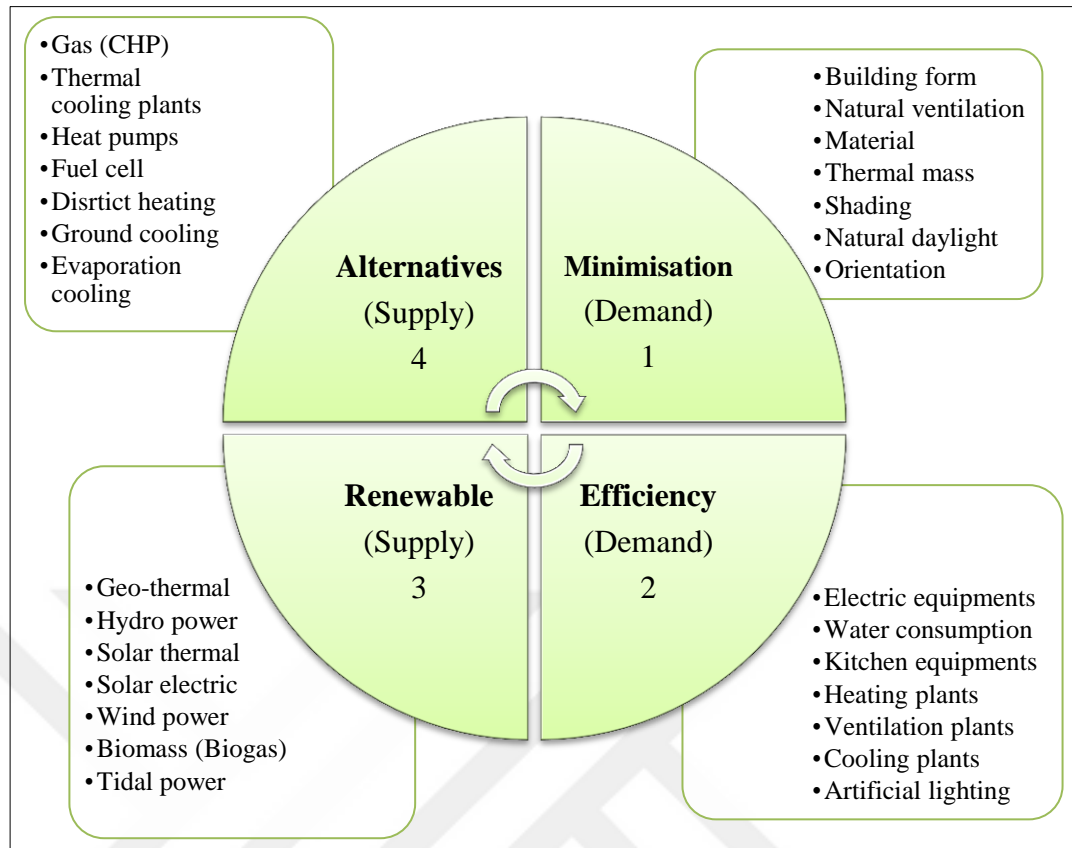 •Gas (CHP)
•Thermal
cooling plants
•Heat pumps
•Fuel cell
•Disrtict heating
•Ground cooling
•Evaporation
cooling
•Building form
•Natural ventilation
•Material
•Thermal mass
•Shading
•Natural daylight
•Orientation
Alternatives
(Supply)
4
Minimisation
(Demand)
1
Renewable
(Supply)
3
Efficiency
(Demand)
2
•Geo-thermal
•Hydro power
•Solar thermal
•Solar electric
•Wind power
•Biomass (Biogas)
•Tidal power
•Electric equipments
•Water consumption
•Kitchen equipments
•Heating plants
•Ventilation plants
•Cooling plants
•Artificial lighting